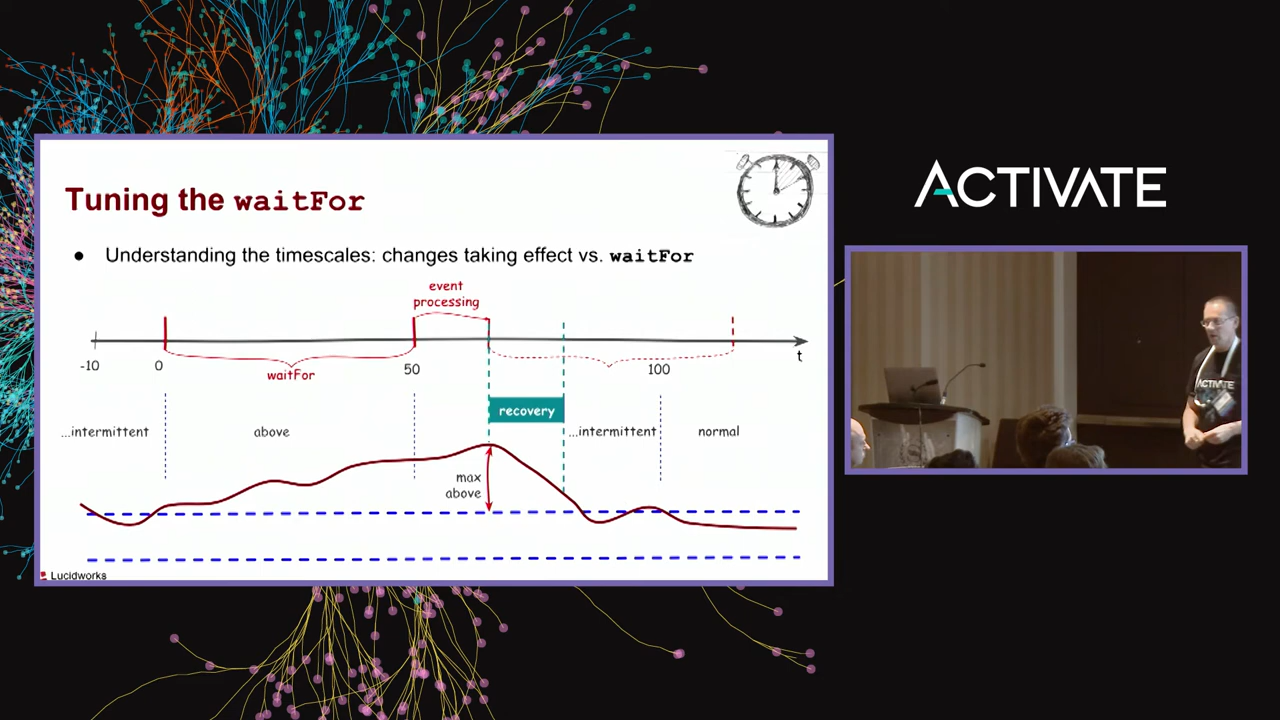 Tuning the waitFor
● Understanding the timescales: changes taking effect vs. waitFor
event
processing
-10
0
waitFor
50
100
t
recovery
...intermittent
above
...intermittent
normal
max
above
Lucidworks
ACTIVATE
ACTIVATE